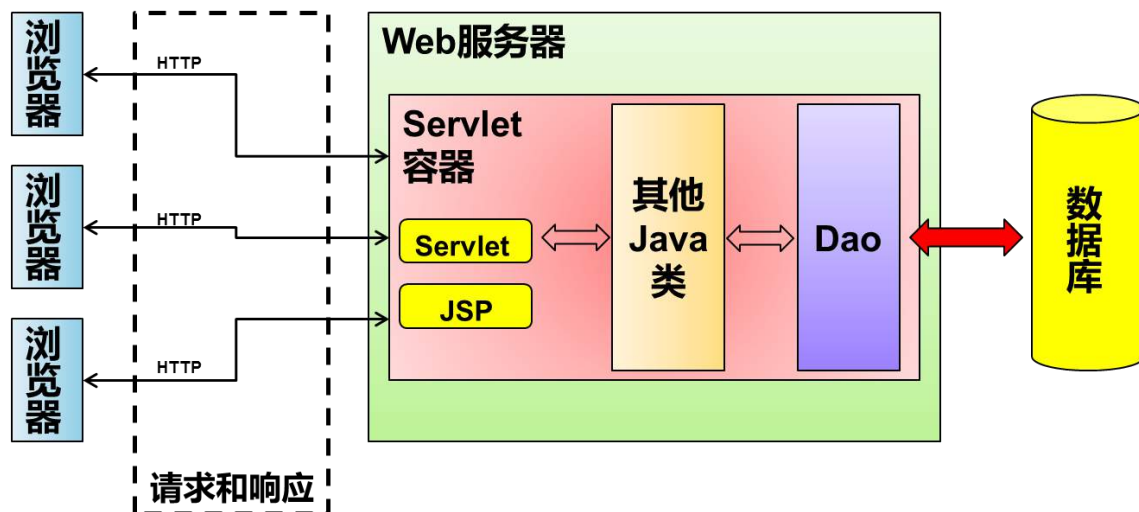 浏
览
器
HTTP
浏
览
器
HTTP
浏
览
器
HTTP
请求和响应
Web服务器
Servlet
容器
Servlet
JSP
其他
Java
类
Dao
数
据
库